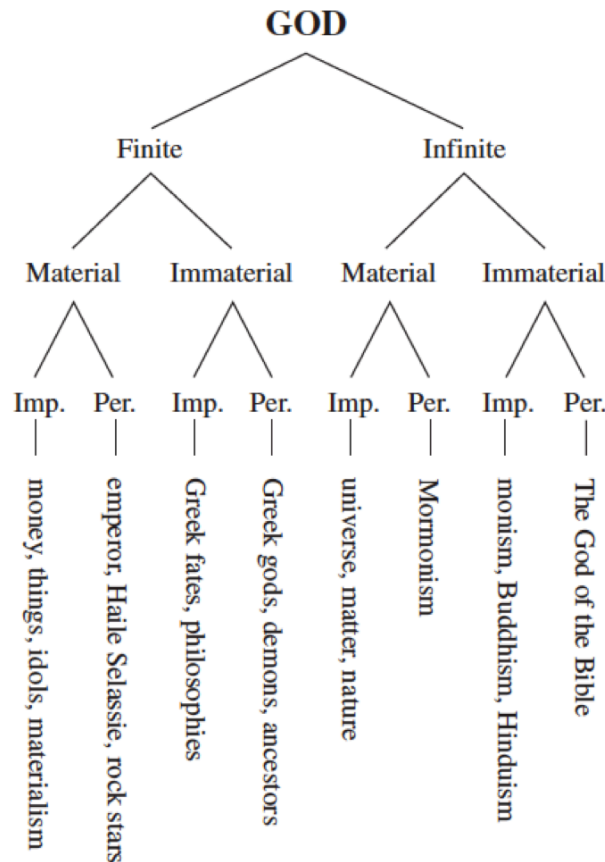 GOD
Finite Infinite
Material Immaterial Material Immaterial
Imp. Per. Imp. Per. Imp. Per. Imp. Per.
money, things, idols, materialism
emperor, Haile Selassie, rock stars
Greek fates, philosophies
Greek gods, demons, ancestors
universe, matter, nature
Mormonism
monism, Buddhism, Hinduism
The God of the Bible